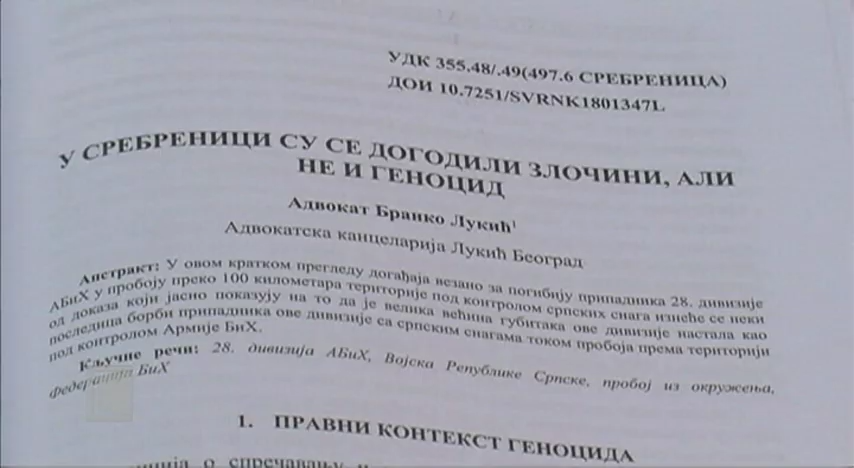 УДК 355.48/.49(497.6 СРЕБРЕНИЦА)
ДОИ 10.7251/SVRNK1801347L
У СРЕБРЕНИЦИ СУ СЕ ДОГОДИЛИ ЗЛОЧИНИ, АЛИ
НЕ И ГЕНОЦИД
Адвокат Бранко Лукић¹
Адвокатска канцеларија Лукић Београд
Апстракт: У овом кратком прегледу догађаја везано за погибију припадника 28. дивизије
АБиХ у пробоју преко 100 километара територије под контролом српских снага изнеће се неки
од доказа који јасно показују на то да је велика већина губитака ове дивизије настала као
последица борби припадника ове дивизије са српским снагама током пробоја према територији
под контролом Армије БиХ.
Кључне речи: 28. дивизија АБиХ, Војска Републике Српске, пробој из окружења,
федерација БиХ
1. ПРАВНИ КОНТЕКСТ ГЕНОЦИДА
о спречавању